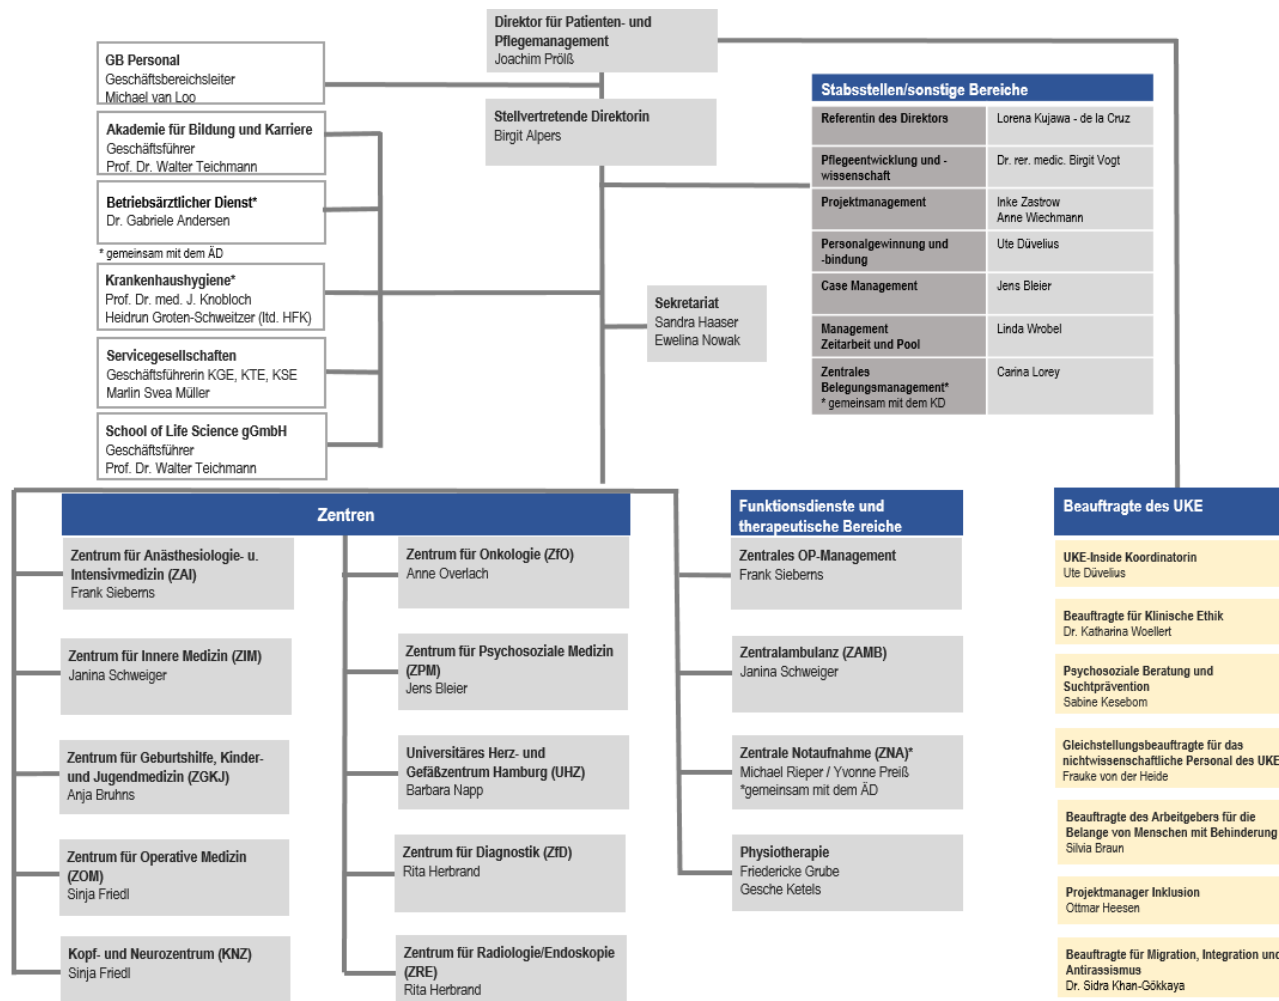 Direktor für Patienten- und
Pflegemanagement
Joachim Prölß
GB Personal
Geschäftsbereichsleiter
Michael van Loo
Stellvertretende Direktorin
Birgit Alpers
Akademie für Bildung und Karriere
Geschäftsführer
Prof. Dr. Walter Teichmann
Betriebsärztlicher Dienst*
Dr. Gabriele Andersen
* gemeinsam mit dem ÄD
Krankenhaushygiene*
Prof. Dr. med. J. Knobloch
Heidrun Groten-Schweitzer (ltd. HFK)
Servicegesellschaften
Geschäftsführerin KGE, KTE, KSE
Marlin Svea Müller
School of Life Science gGmbH
Geschäftsführer
Prof. Dr. Walter Teichmann
Sekretariat
Sandra Haaser
Ewelina Nowak
Stabsstellen/sonstige Bereiche
Referentin des Direktors
Lorena Kujawa - de la Cruz
Pflegeentwicklung und -
wissenschaft
Dr. rer. medic. Birgit Vogt
Projektmanagement
Inke Zastrow
Anne Wiechmann
Personalgewinnung und
-bindung
Ute Düvelius
Case Management
Jens Bleier
Management
Zeitarbeit und Pool
Linda Wrobel
Zentrales
Belegungsmanagement*
* gemeinsam mit dem KD
Carina Lorey
Zentren
Zentrum für Anästhesiologie- u.
Intensivmedizin (ZAI)
Frank Sieberns
Zentrum für Innere Medizin (ZIM)
Janina Schweiger
Zentrum für Geburtshilfe, Kinder-
und Jugendmedizin (ZGKJ)
Anja Bruhns
Zentrum für Operative Medizin
(ZOM)
Sinja Friedl
Kopf- und Neurozentrum (KNZ)
Sinja Friedl
Zentrum für Onkologie (ZfO)
Anne Overlach
Zentrum für Psychosoziale Medizin
(ZPM)
Jens Bleier
Universitäres Herz- und
Gefäßzentrum Hamburg (UHZ)
Barbara Napp
Zentrum für Diagnostik (ZfD)
Rita Herbrand
Zentrum für Radiologie/Endoskopie
(ZRE)
Rita Herbrand
Funktionsdienste und
therapeutische Bereiche
Zentrales OP-Management
Frank Sieberns
Zentralambulanz (ZAMB)
Janina Schweiger
Zentrale Notaufnahme (ZNA)*
Michael Rieper / Yvonne Preiß
*gemeinsam mit dem ÄD
Physiotherapie
Friedericke Grube
Gesche Ketels
Beauftragte des UKE
UKE-Inside Koordinatorin
Ute Düvelius
Beauftragte für Klinische Ethik
Dr. Katharina Woellert
Psychosoziale Beratung und
Suchtprävention
Sabine Kesebom
Gleichstellungsbeauftragte für das
nichtwissenschaftliche Personal des UKE
Frauke von der Heide
Beauftragte des Arbeitgebers für die
Belange von Menschen mit Behinderung
Silvia Braun
Projektmanager Inklusion
Ottmar Heesen
Beauftragte für Migration, Integration und
Antirassismus
Dr. Sidra Khan-Gökkaya